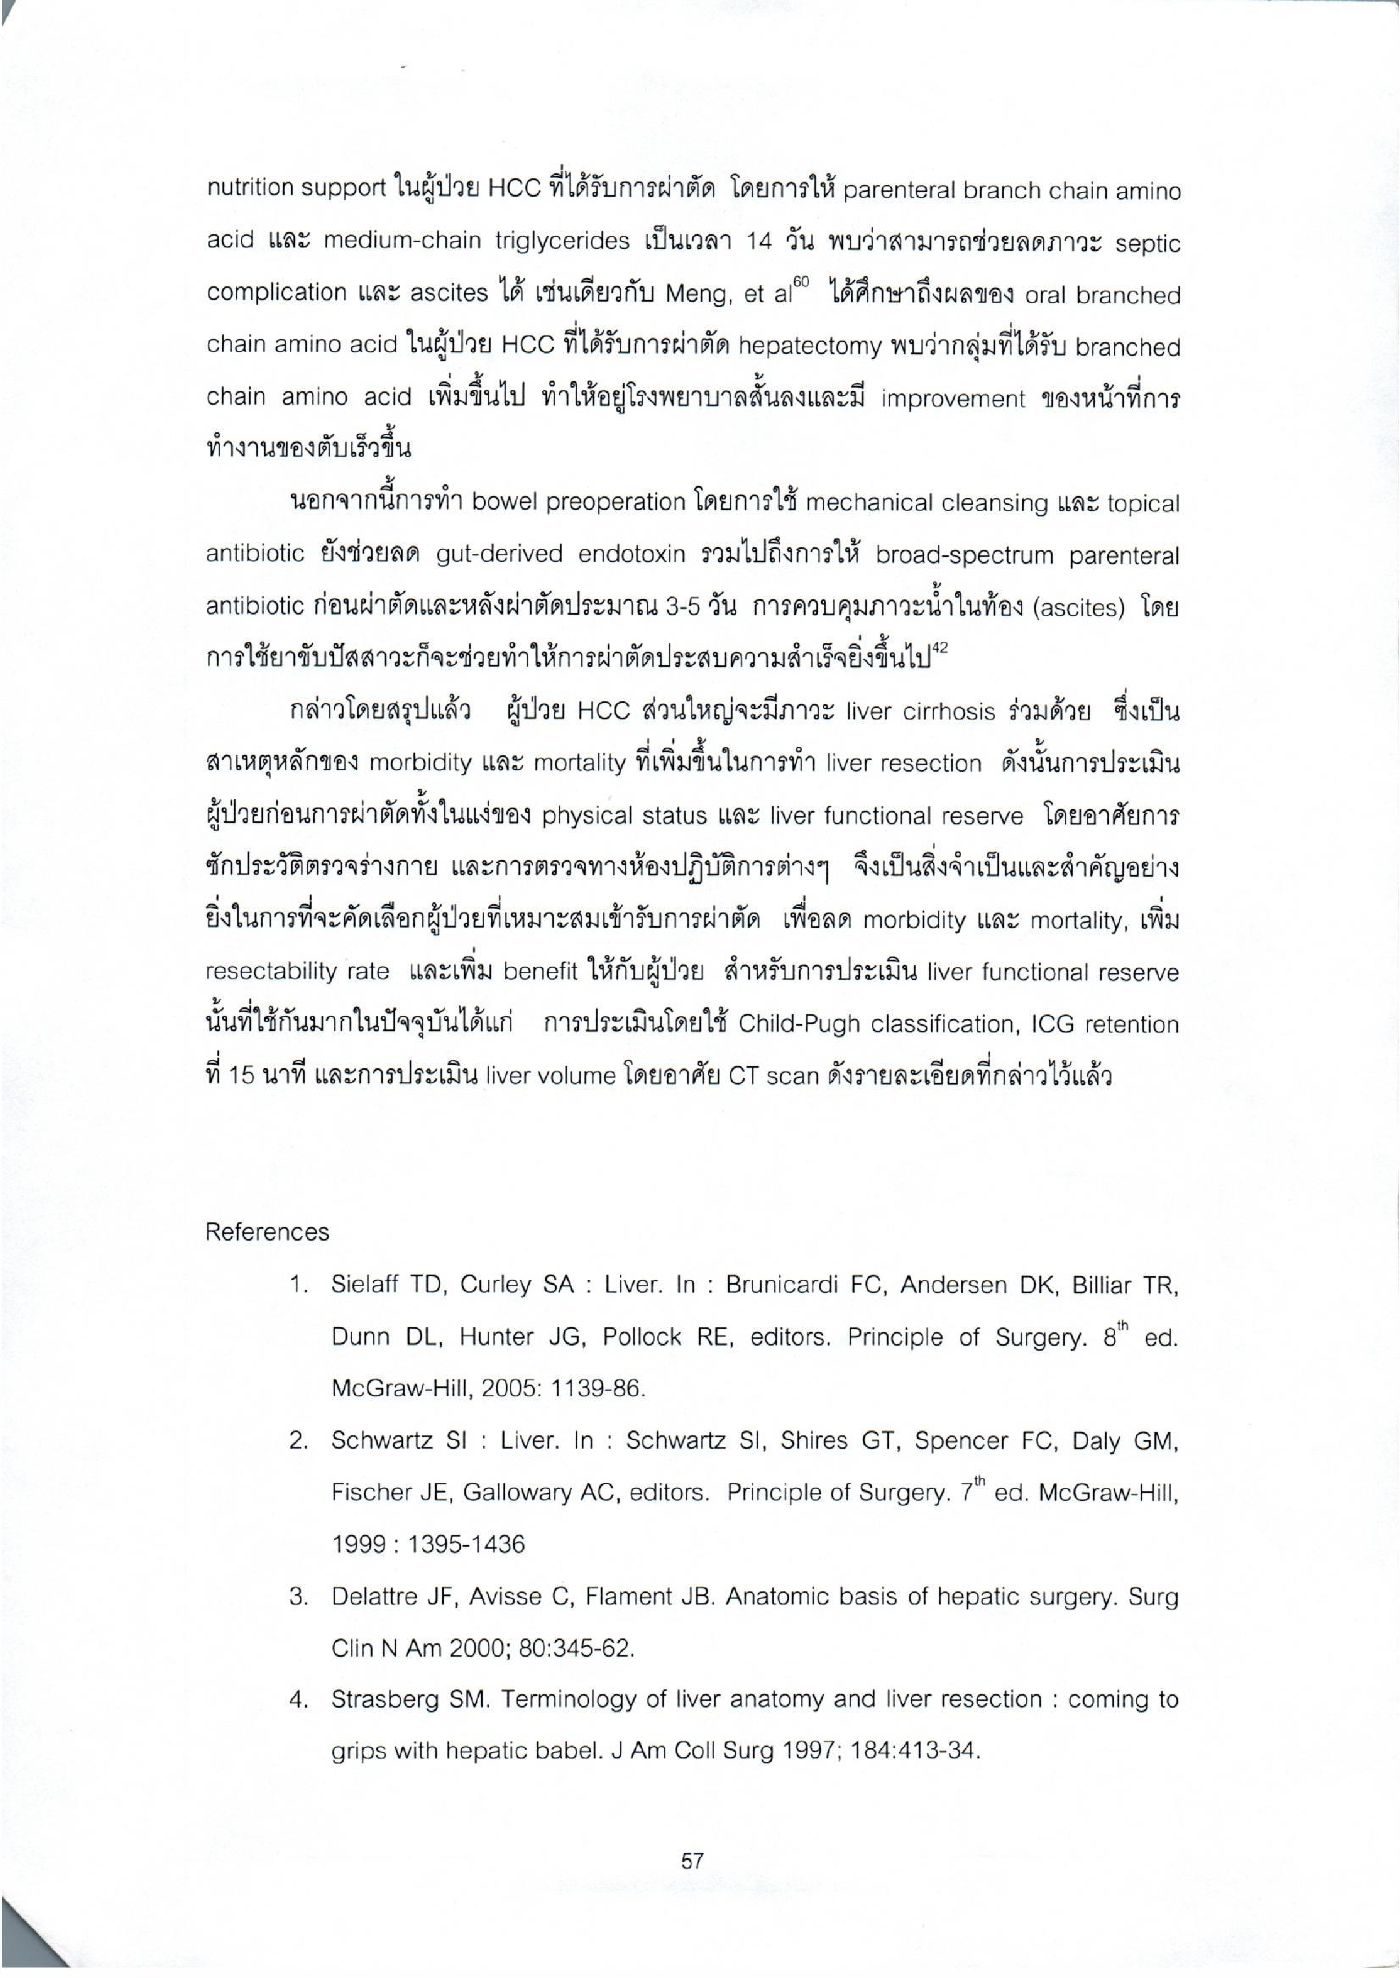 nutrition support ในผู้ป่วย HCC ที่ได้รับการผ่าตัด โดยการให้ parenteral branch chain amino
acid และ medium-chain triglycerides เป็นเวลา 14 วัน พบว่าสามารถช่วยลดภาวะ septic
complication และ ascites ได้ เช่นเดียวกับ Meng, et al60 ได้ศึกษาถึงผลของ oral branched
chain amino acid ในผู้ป่วย HCC ที่ได้รับการผ่าตัด hepatectomy พบว่ากลุ่มที่ได้รับ branched
chain amino acid เพิ่มขึ้นไป ทำให้อยู่โรงพยาบาลสั้นลงและมี improvement ของหน้าที่การ
ทำงานของตับเร็วขึ้น
นอกจากนี้การทำ bowel preoperation โดยการใช้ mechanical cleansing และ topical
antibiotic ยังช่วยลด gut-derived endotoxin รวมไปถึงการให้ broad-spectrum parenteral
antibiotic ก่อนผ่าตัดและหลังผ่าตัดประมาณ 3-5 วัน การควบคุมภาวะน้ำในท้อง (ascites) โดย
การใช้ยาขับปัสสาวะก็จะช่วยทำให้การผ่าตัดประสบความสำเร็จยิ่งขึ้นไป42
กล่าวโดยสรุปแล้ว ผู้ป่วย HCC ส่วนใหญ่จะมีภาวะ liver cirrhosis ร่วมด้วย ซึ่งเป็น
สาเหตุหลักของ morbidity และ mortality ที่เพิ่มขึ้นในการทำ liver resection ดังนั้นการประเมิน
ผู้ป่วยก่อนการผ่าตัดทั้งในแง่ของ physical status และ liver functional reserve โดยอาศัยการ
ซักประวัติตรวจร่างกาย และการตรวจทางห้องปฏิบัติการต่างๆ จึงเป็นสิ่งจำเป็นและสำคัญอย่าง
ยิ่งในการที่จะคัดเลือกผู้ป่วยที่เหมาะสมเข้ารับการผ่าตัด เพื่อลด morbidity และ mortality, เพิ่ม
resectability rate และเพิ่ม benefit ให้กับผู้ป่วย สำหรับการประเมิน liver functional reserve
นั้นที่ใช้กันมากในปัจจุบันได้แก่ การประเมินโดยใช้ Child-Pugh classification, ICG retention
ที่ 15 นาที และการประเมิน liver volume โดยอาศัย CT scan ดังรายละเอียดที่กล่าวไว้แล้ว
References
1. Sielaff TD, Curley SA : Liver. In : Brunicardi FC, Andersen DK, Billiar TR,
Dunn DL, Hunter JG, Pollock RE, editors. Principle of Surgery. 8th ed.
McGraw-Hill, 2005: 1139-86.
2. Schwartz SI : Liver. In : Schwartz SI, Shires GT, Spencer FC, Daly GM,
Fischer JE, Gallowary AC, editors. Principle of Surgery. 7th ed. McGraw-Hill,
1999 : 1395-1436
3. Delattre JF, Avisse C, Flament JB. Anatomic basis of hepatic surgery. Surg
Clin N Am 2000; 80:345-62.
4. Strasberg SM. Terminology of liver anatomy and liver resection : coming to
grips with hepatic babel. J Am Coll Surg 1997; 184:413-34.
57